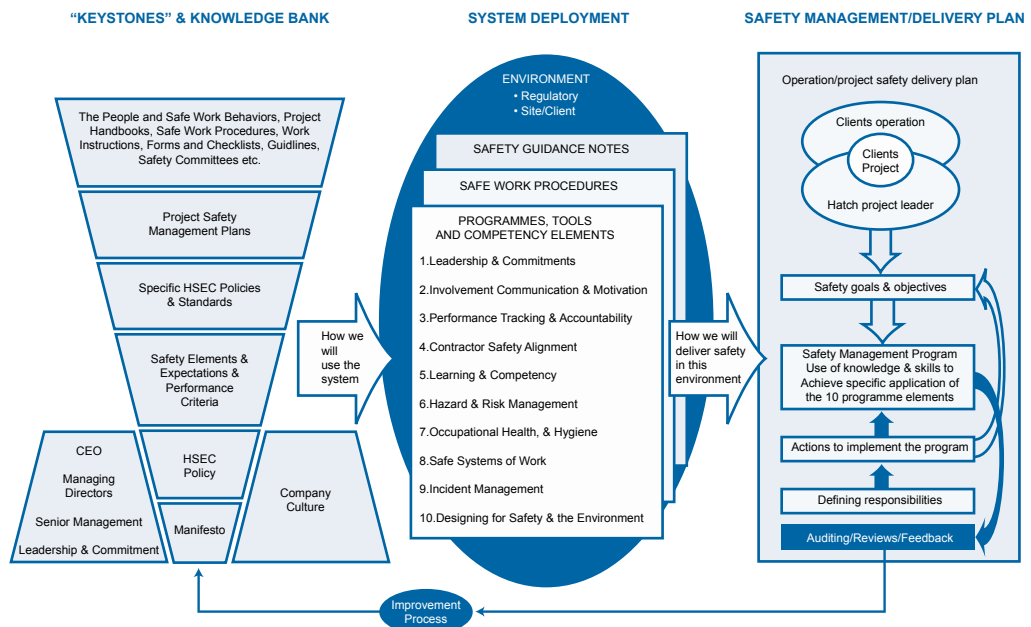 “KEYSTONES” & KNOWLEDGE BANK
The People and Safe Work Behaviors, Project
Handbooks, Safe Work Procedures, Work
Instructions, Forms and Checklists, Guidlines,
Safety Committees etc.
Project Safety
Management Plans
Specific HSEC Policies
& Standards
Safety Elements &
Expectations &
Performance
Criteria
CEO
Managing
Directors
Senior Management
Leadership & Commitment
HSEC
Policy
Manifesto
Company
Culture
How we
will
use the
system
SYSTEM DEPLOYMENT
ENVIRONMENT
• Regulatory
• Site/Client
SAFETY GUIDANCE NOTES
SAFE WORK PROCEDURES
PROGRAMMES, TOOLS
AND COMPETENCY ELEMENTS
1.Leadership & Commitments
2.Involvement Communication & Motivation
3.Performance Tracking & Accountability
4.Contractor Safety Alignment
5.Learning & Competency
6.Hazard & Risk Management
7.Occupational Health, & Hygiene
8.Safe Systems of Work
9.Incident Management
10.Designing for Safety & the Environment
How we will
deliver safety
in this
environment
SAFETY MANAGEMENT/DELIVERY PLAN
Operation/project safety delivery plan
Clients operation
Clients
Project
Hatch project leader
Safety goals & objectives
Safety Management Program
Use of knowledge & skills to
Achieve specific application of
the 10 programme elements
Actions to implement the program
Defining responsibilities
Auditing/Reviews/Feedback
Improvement
Process